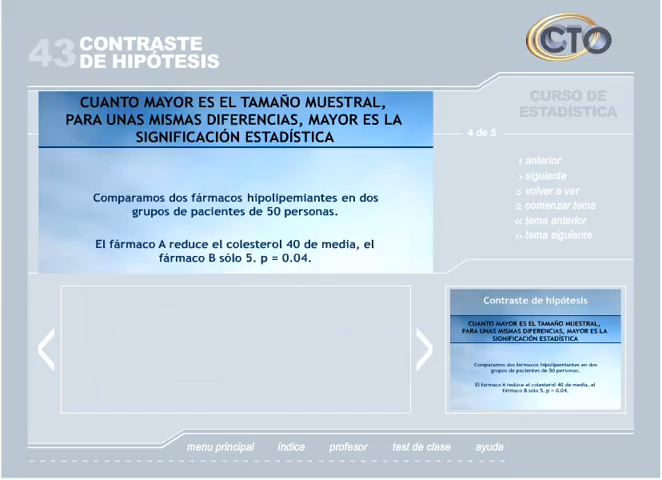 43 CONTRASTE
DE HIPÓTESIS
CTO
CUANTO MAYOR ES EL TAMAÑO MUESTRAL,
PARA UNAS MISMAS DIFERENCIAS, MAYOR ES LA
SIGNIFICACIÓN ESTADÍSTICA
Comparamos dos fármacos hipolipemiantes en dos
grupos de pacientes de 50 personas.
El fármaco A reduce el colesterol 40 de media, el
fármaco B sólo 5. p = 0.04.
CURSO DE
ESTADÍSTICA
4 de 5
‹ anterior
› siguiente
volver a ver
comenzar tema
‹‹ tema anterior
›› tema siguiente
Contraste de hipótesis
CUANTO MAYOR ES EL TAMAÑO MUESTRAL,
PARA UNAS MISMAS DIFERENCIAS, MAYOR ES LA
SIGNIFICACIÓN ESTADÍSTICA
Comparamos dos fármacos hipolipemiantes en dos
grupos de pacientes de 50 personas.
El fármaco A reduce el colesterol 40 de media, el
fármaco B sólo 5. p = 0.04.
menu principal índice profesor test de clase ayuda